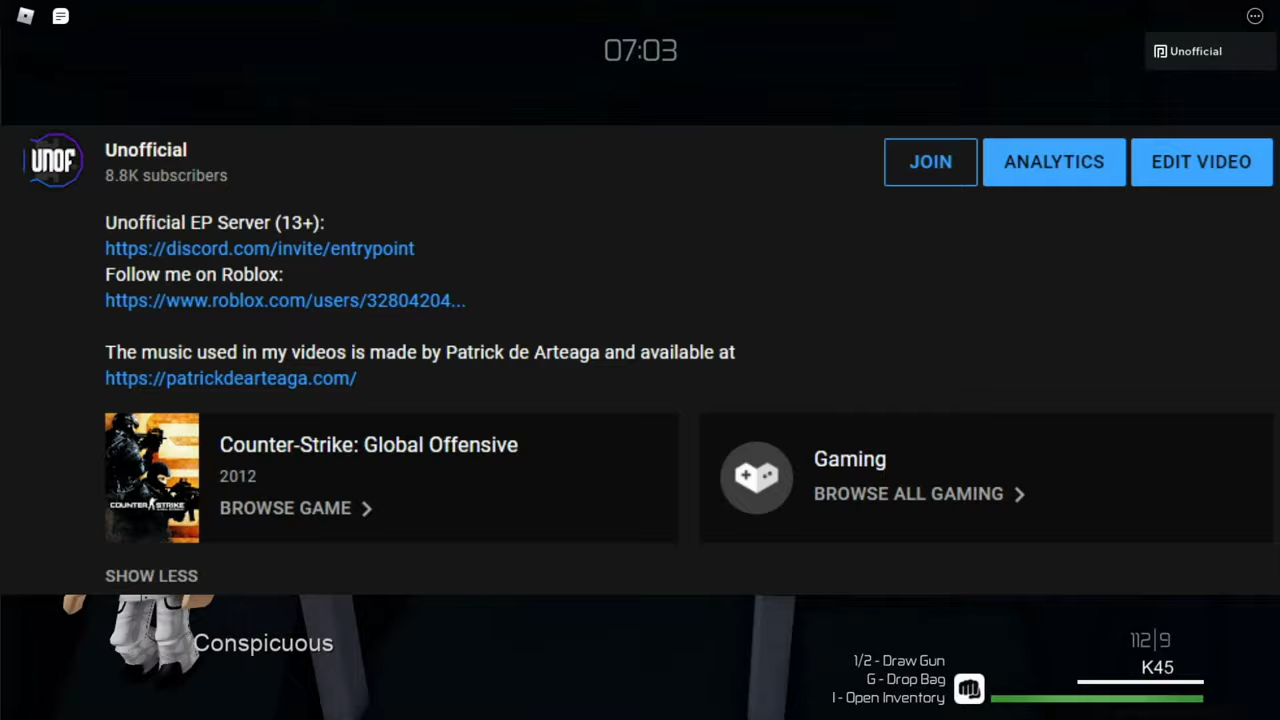 07:03
Unofficial
UNOF
Unofficial
8.8K subscribers
JOIN
ANALYTICS
EDIT VIDEO
Unofficial EP Server (13+):
https://discord.com/invite/entrypoint
Follow me on Roblox:
https://www.roblox.com/users/32804204...
The music used in my videos is made by Patrick de Arteaga and available at
https://patrickdearteaga.com/
COUNTER STRIKE
Counter-Strike: Global Offensive
2012
BROWSE GAME
Gaming
BROWSE ALL GAMING
SHOW LESS
Conspicuous
112|9
K45
1/2 - Draw Gun
G - Drop Bag
I - Open Inventory